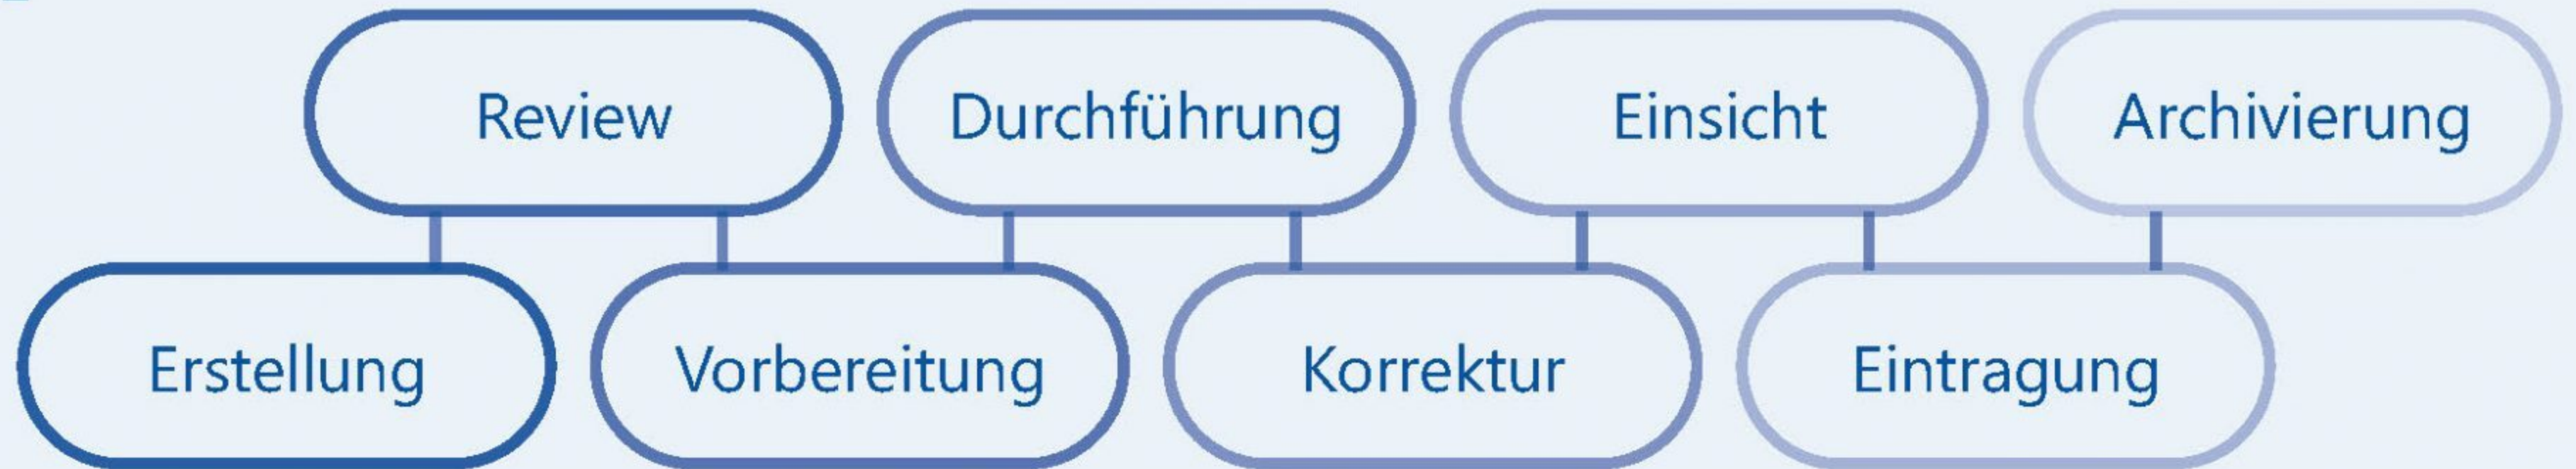 Review
Durchführung
Einsicht
Archivierung
Erstellung
Vorbereitung
Korrektur
Eintragung